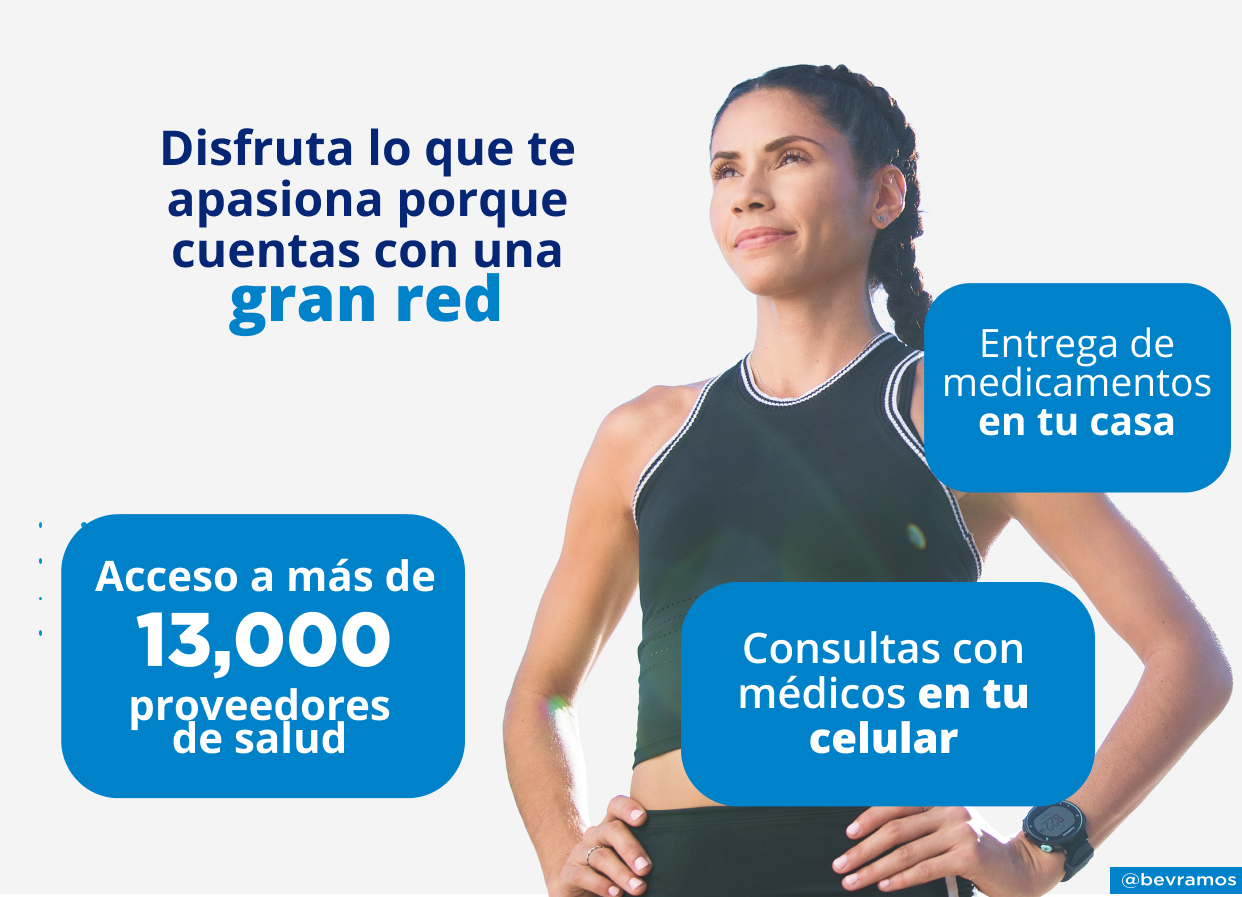 Disfruta lo que te
apasiona porque
cuentas con una
gran red
Entrega de
medicamentos
en tu casa
Acceso a más de
13,000
proveedores
de salud
Consultas con
médicos en tu
celular
@bevramos